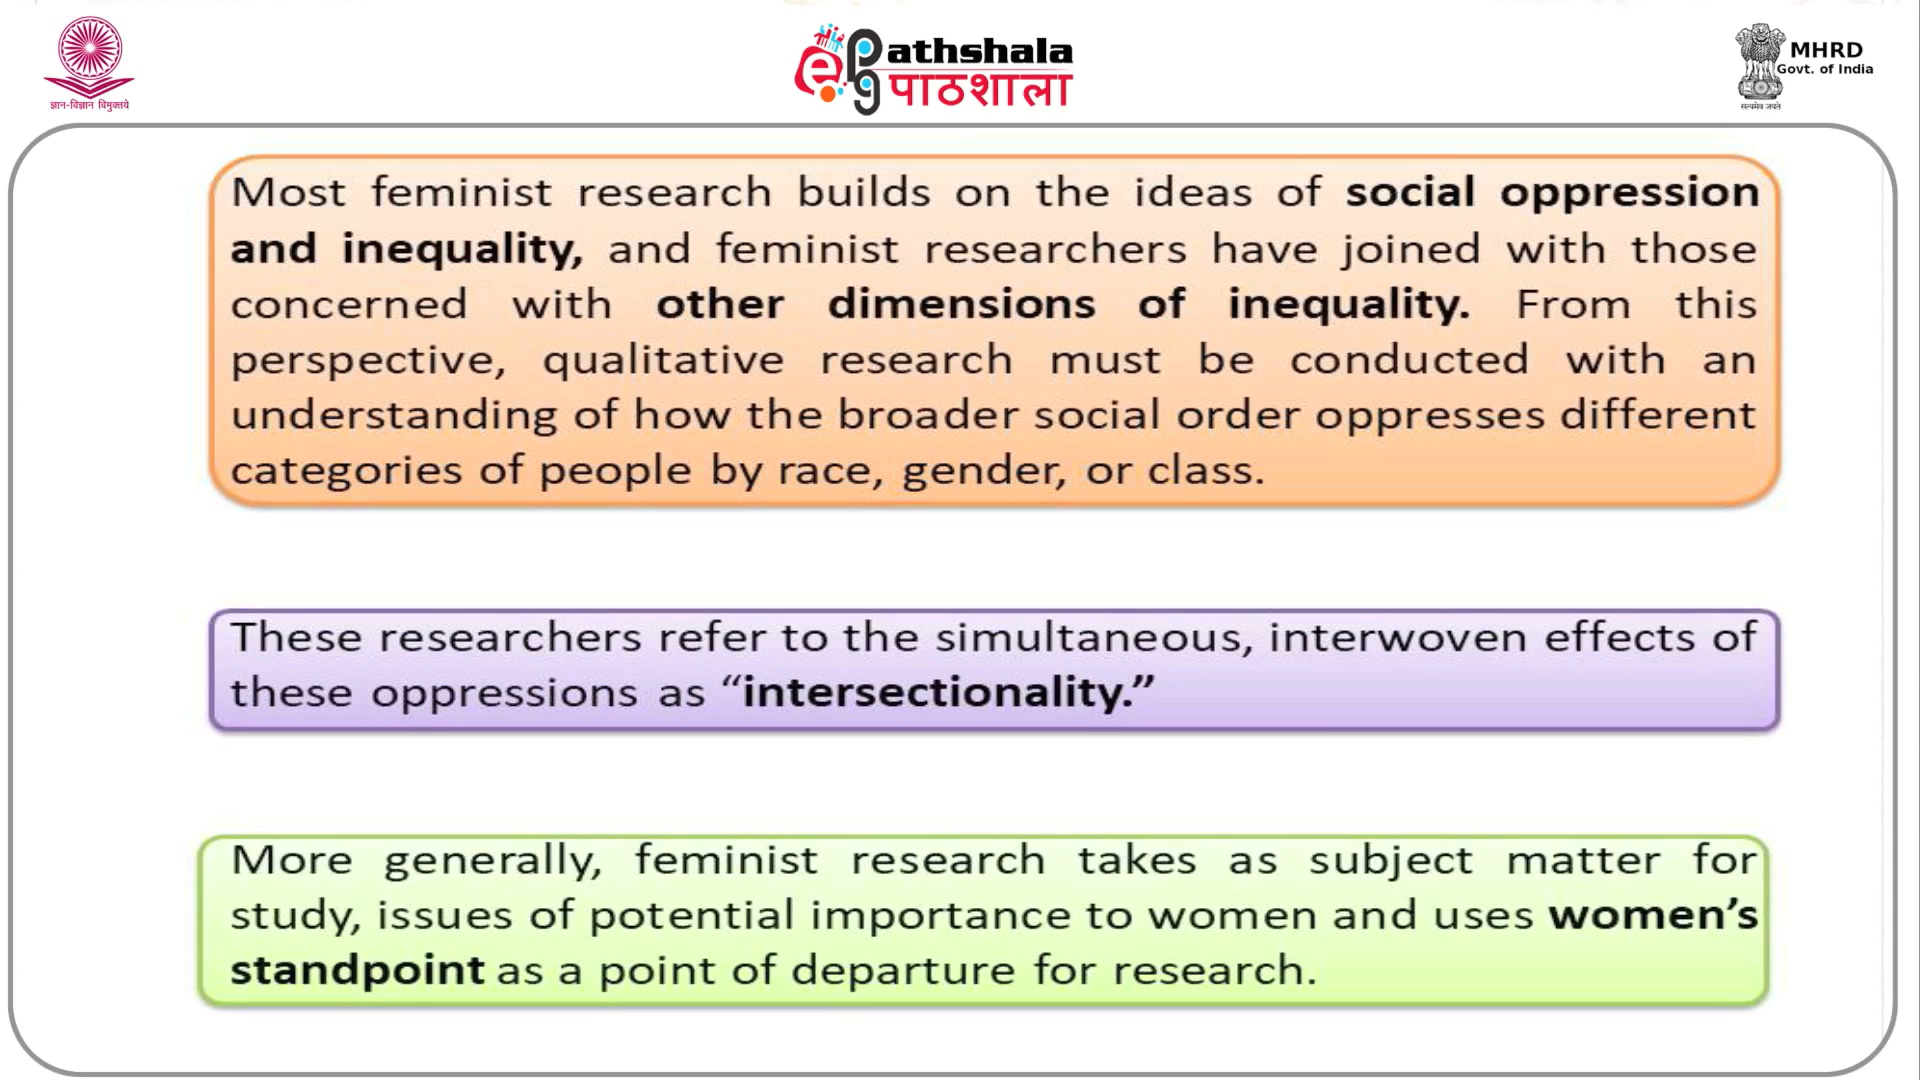 ज्ञान-विज्ञान विमुक्तये
e
pg
athshala
पाठशाला
MHRD
Govt. of India
सत्यमेव जयते
Most feminist research builds on the ideas of social oppression
and inequality, and feminist researchers have joined with those
concerned with other dimensions of inequality. From this
perspective, qualitative research must be conducted with an
understanding of how the broader social order oppresses different
categories of people by race, gender, or class.
These researchers refer to the simultaneous, interwoven effects of
these oppressions as “intersectionality.”
More generally, feminist research takes as subject matter for
study, issues of potential importance to women and uses women’s
standpoint as a point of departure for research.